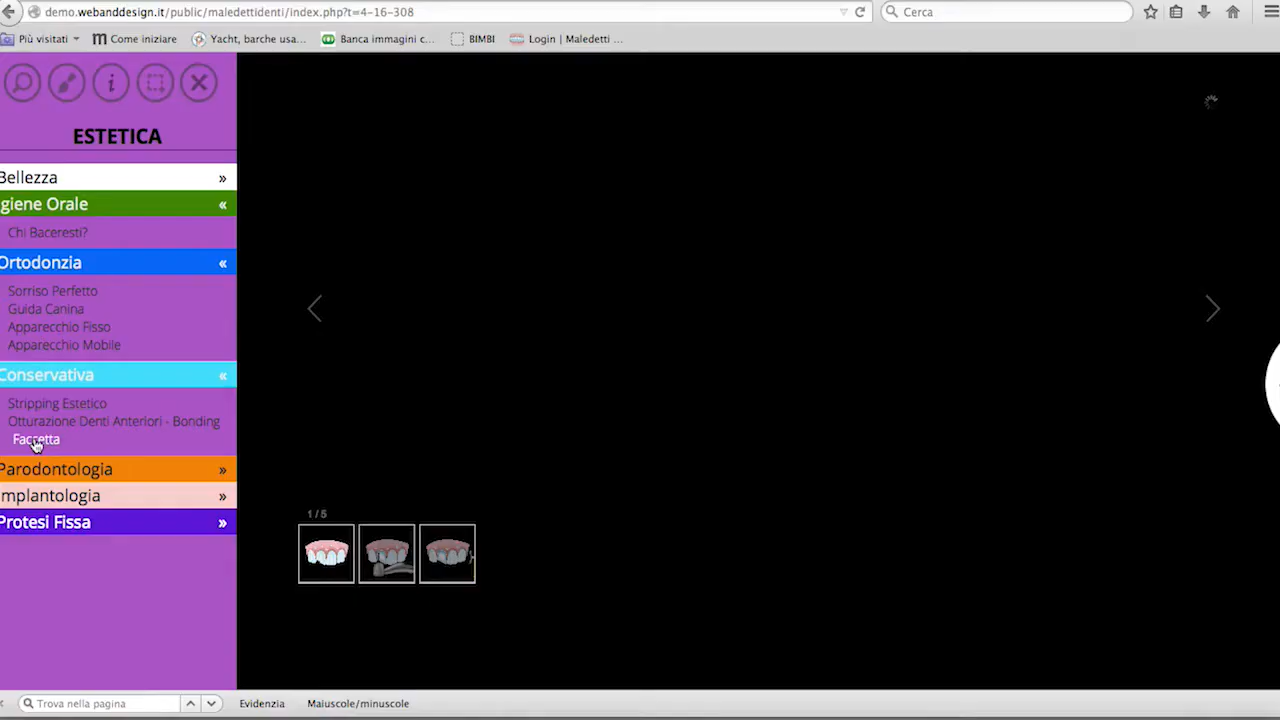 demo.webanddesign.it/public/maledettidenti/index.php?t=4-16-308
Cerca
Più visitati
Come iniziare
Yacht, barche usa...
Banca immagini c...
BIMBI
Login | Maledetti ...
ESTETICA
Bellezza »
giene Orale «
Chi Baceresti?
Ortodonzia «
Sorriso Perfetto
Guida Canina
Apparecchio Fisso
Apparecchio Mobile
Conservativa «
Stripping Estetico
Otturazione Denti Anteriori - Bonding
Faccetta
Parodontologia »
mplantologia »
Protesi Fissa »
1 / 5
Trova nella pagina
Evidenzia
Maiuscole/minuscole